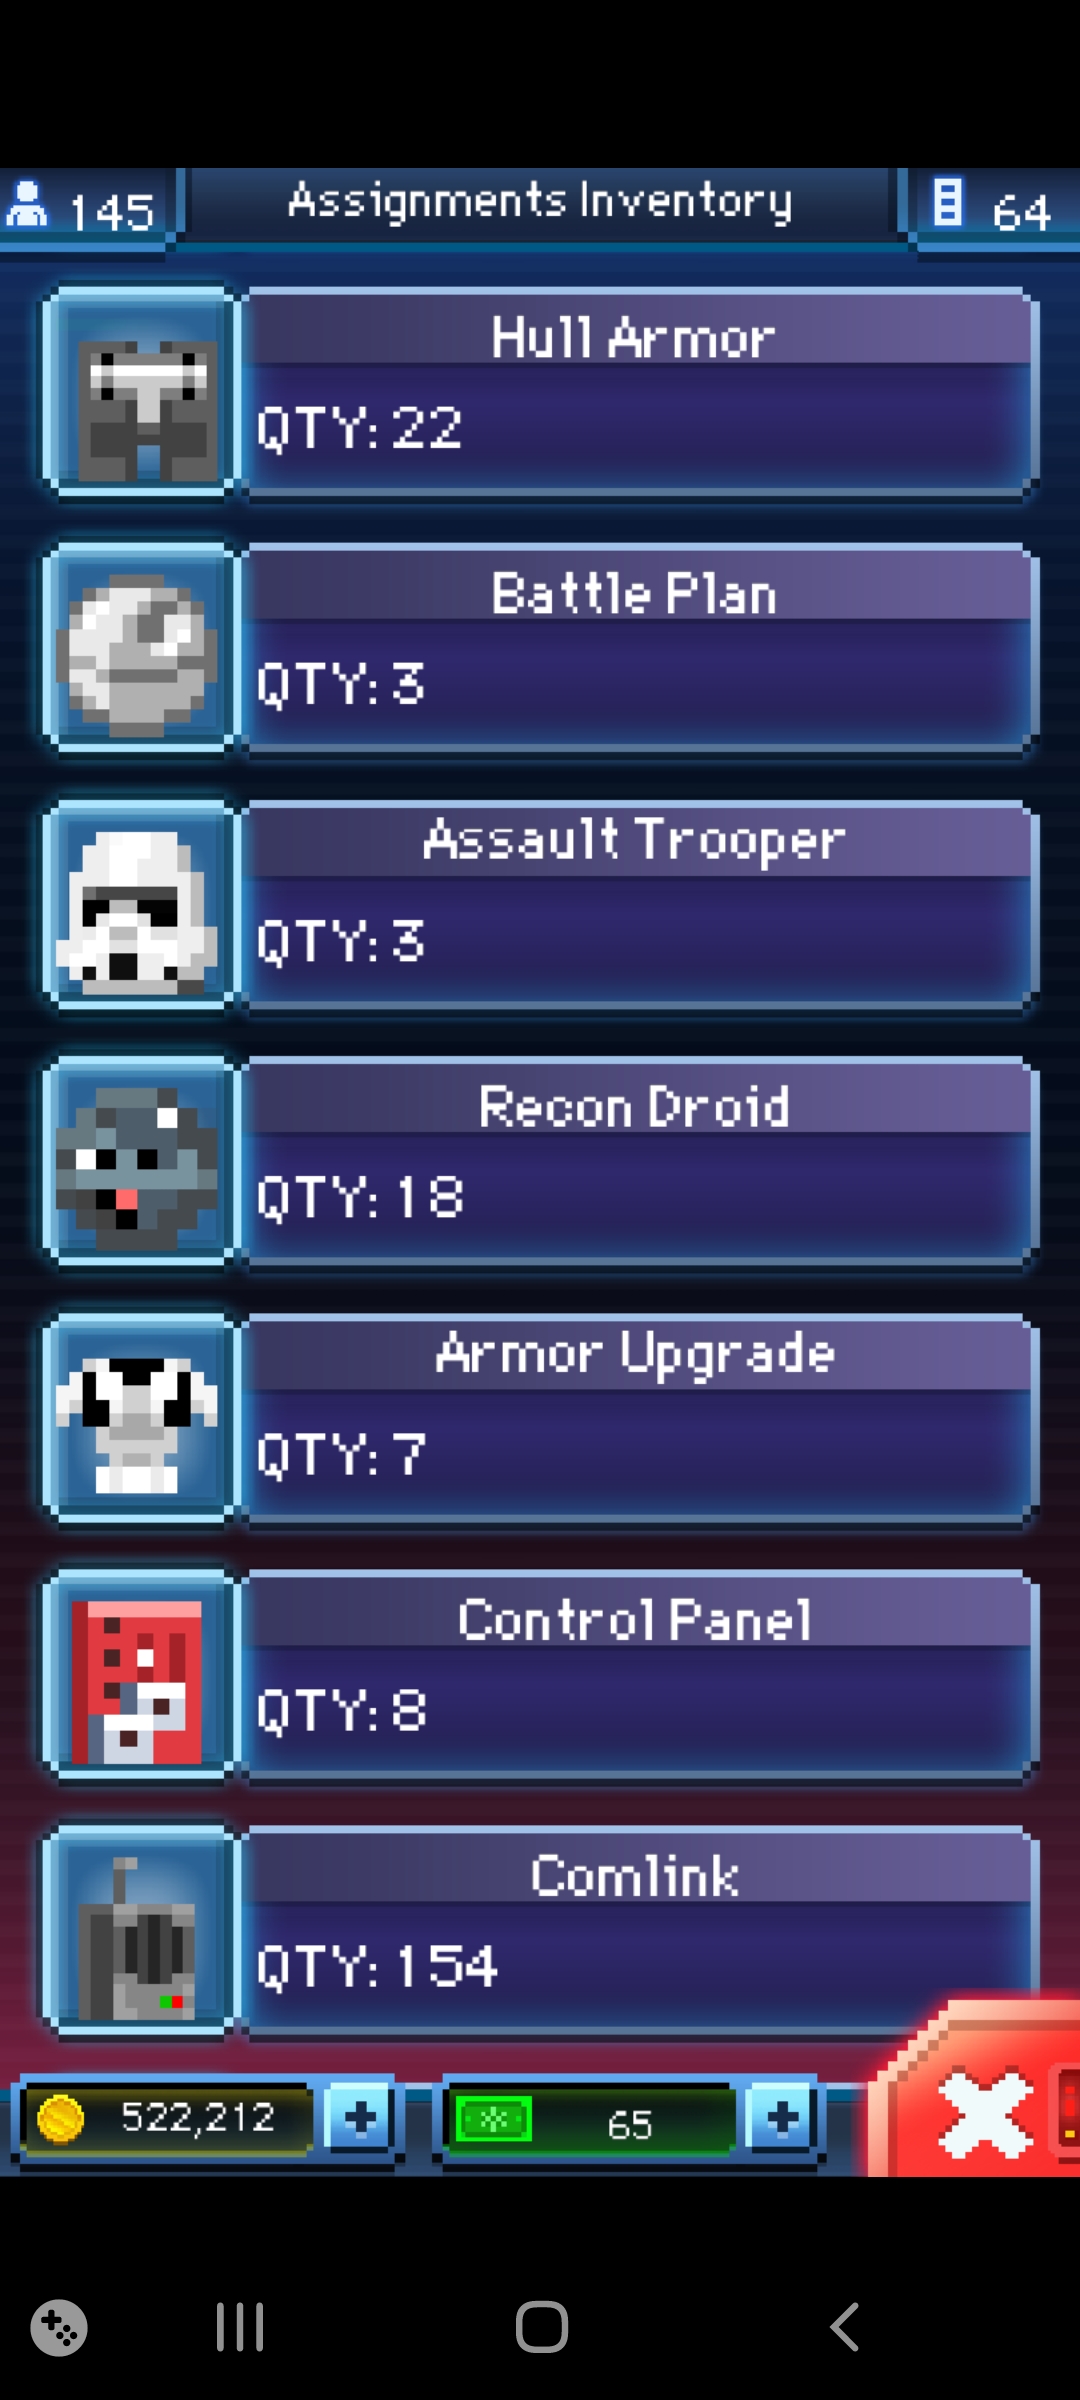 145
Assignments Inventory
64
Hull Armor
QTY: 22
Battle Plan
QTY: 3
Assault Trooper
QTY: 3
Recon Droid
QTY: 18
Armor Upgrade
QTY: 7
Control Panel
QTY: 8
Comlink
QTY: 154
522,212
65